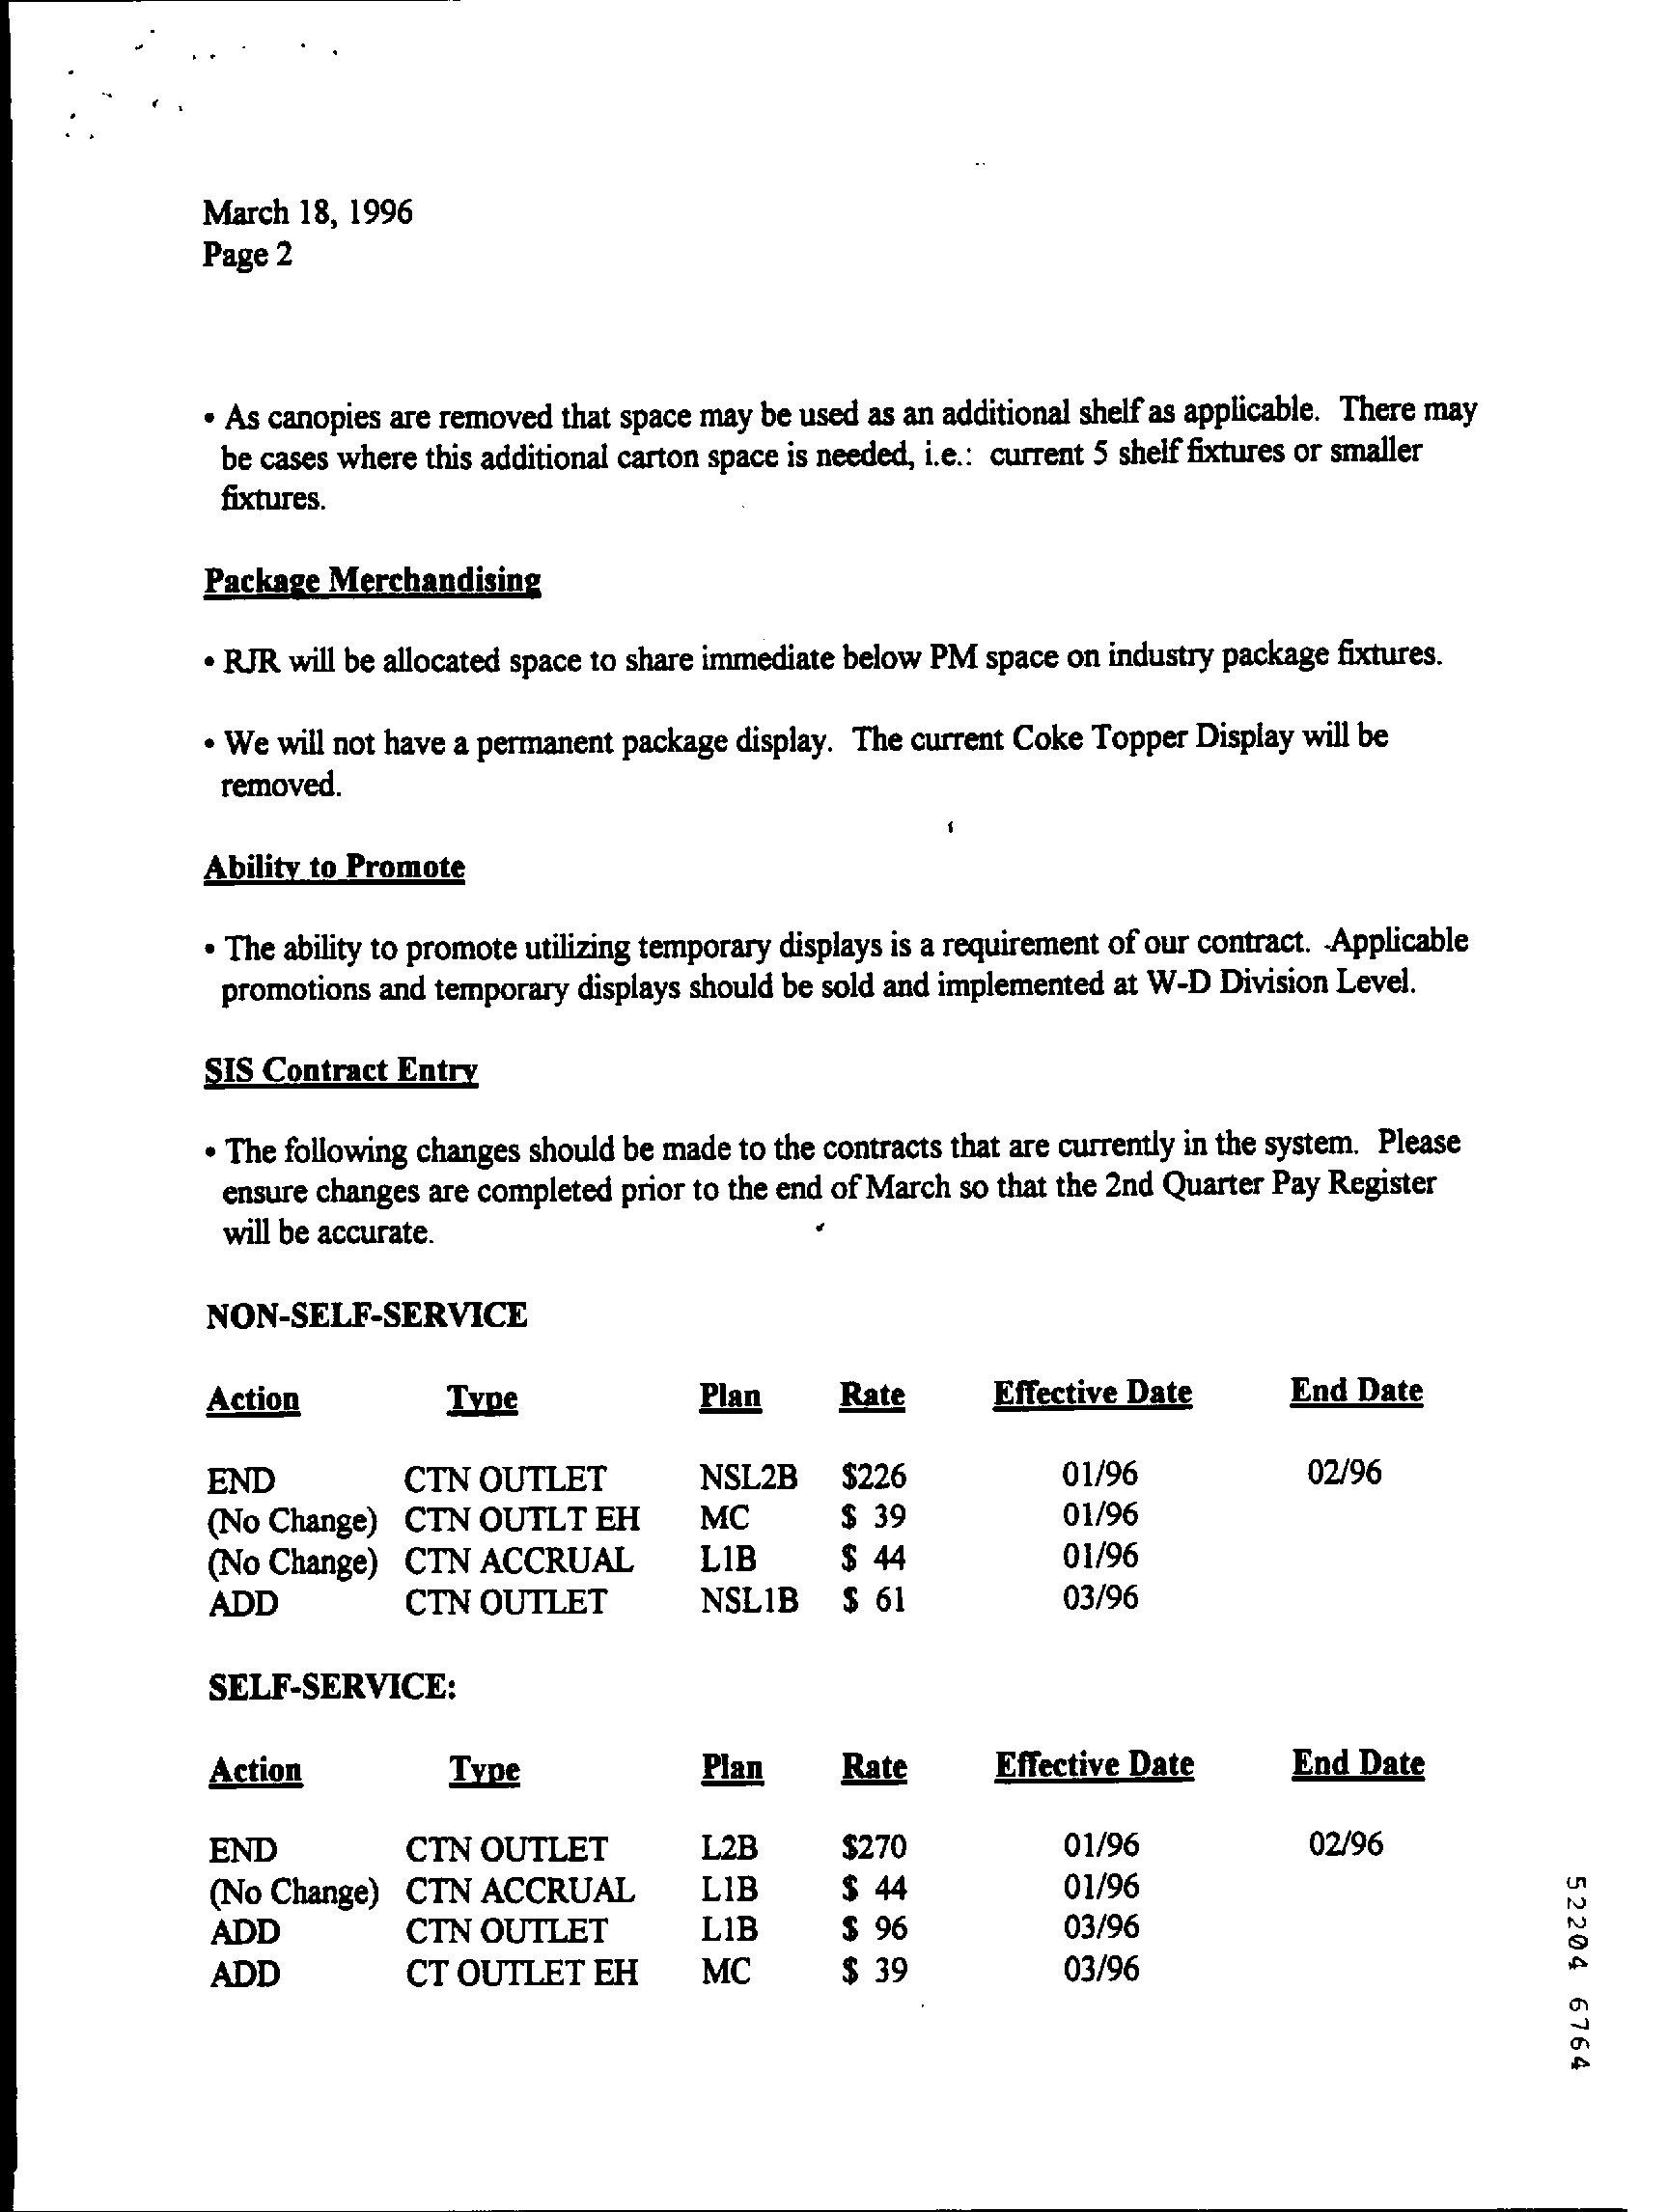 March 18, 1996
Page 2
• As canopies are removed that space may be used as an additional shelf as applicable. There may
be cases where this additional carton space is needed, i.e.: current 5 shelf fixtures or smaller
fixtures.
Package Merchandising
• RJR will be allocated space to share immediate below PM space on industry package fixtures.
• We will not have a permanent package display. The current Coke Topper Display will be
removed.
Ability to Promote
• The ability to promote utilizing temporary displays is a requirement of our contract. Applicable
promotions and temporary displays should be sold and implemented at W-D Division Level.
SIS Contract Entry
• The following changes should be made to the contracts that are currently in the system. Please
ensure changes are completed prior to the end of March so that the 2nd Quarter Pay Register
will be accurate.
NON-SELF-SERVICE
Action Type Plan Rate Effective Date End Date
END CTN OUTLET NSL2B $226 01/96 02/96
(No Change) CTN OUTLT EH MC $ 39 01/96
(No Change) CTN ACCRUAL L1B $ 44 01/96
ADD CTN OUTLET NSL1B $ 61 03/96
SELF-SERVICE:
Action Type Plan Rate Effective Date End Date
END CTN OUTLET L2B $270 01/96 02/96
(No Change) CTN ACCRUAL L1B $ 44 01/96
ADD CTN OUTLET L1B $ 96 03/96
ADD CT OUTLET EH MC $ 39 03/96
52204 6764